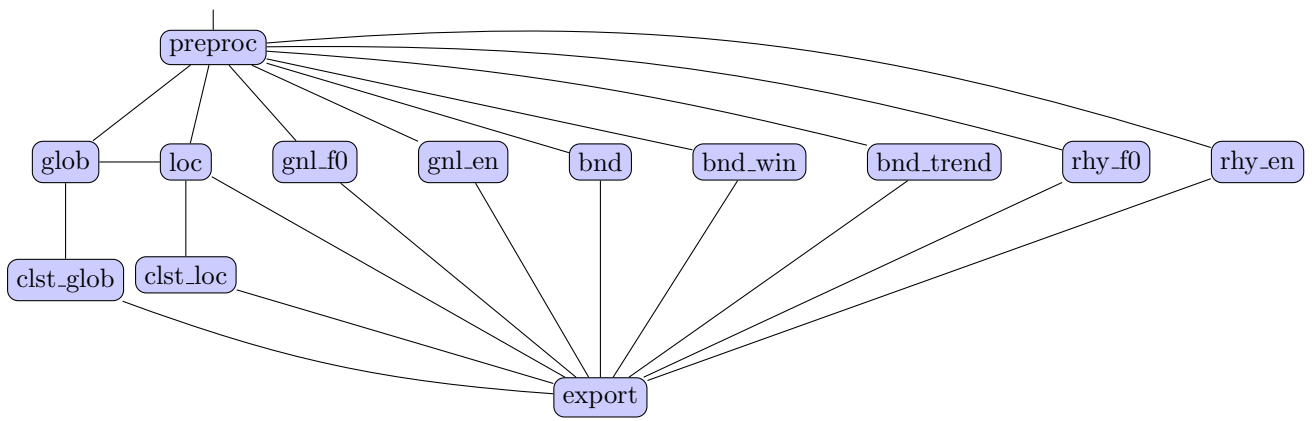 preproc
glob
loc
gnl_f0
gnl_en
bnd
bnd_win
bnd_trend
rhy_f0
rhy_en
clst_glob
clst_loc
export